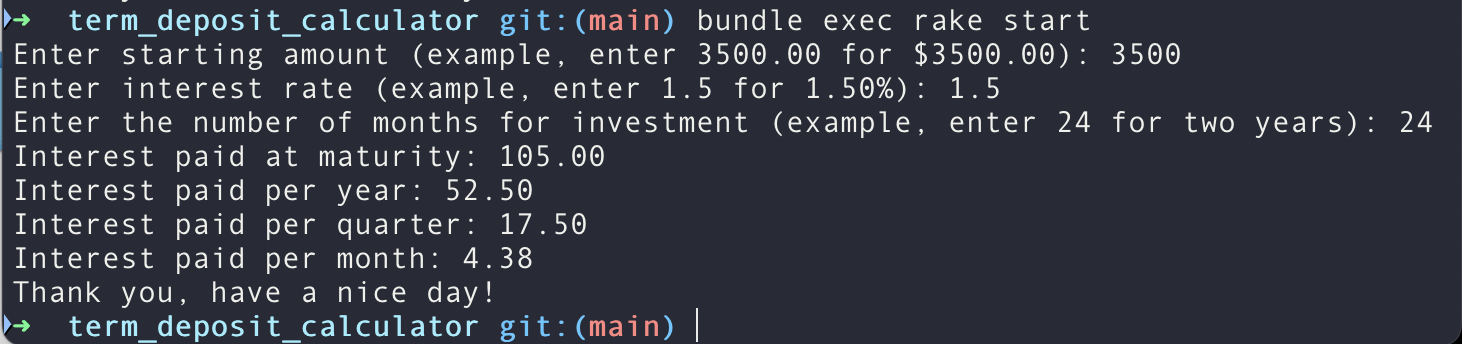 ➜  term_deposit_calculator git:(main) bundle exec rake start
Enter starting amount (example, enter 3500.00 for $3500.00): 3500
Enter interest rate (example, enter 1.5 for 1.50%): 1.5
Enter the number of months for investment (example, enter 24 for two years): 24
Interest paid at maturity: 105.00
Interest paid per year: 52.50
Interest paid per quarter: 17.50
Interest paid per month: 4.38
Thank you, have a nice day!
➜  term_deposit_calculator git:(main)